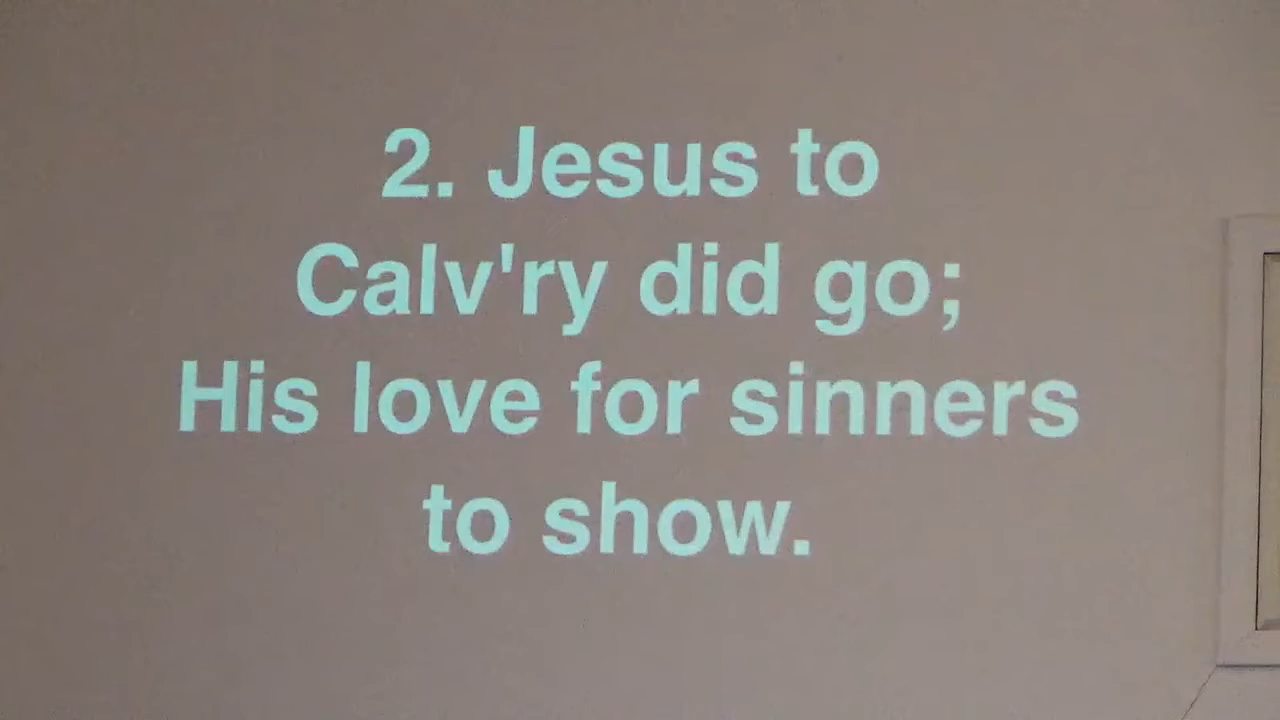 2. Jesus to
Calv'ry did go;
His love for sinners
to show.